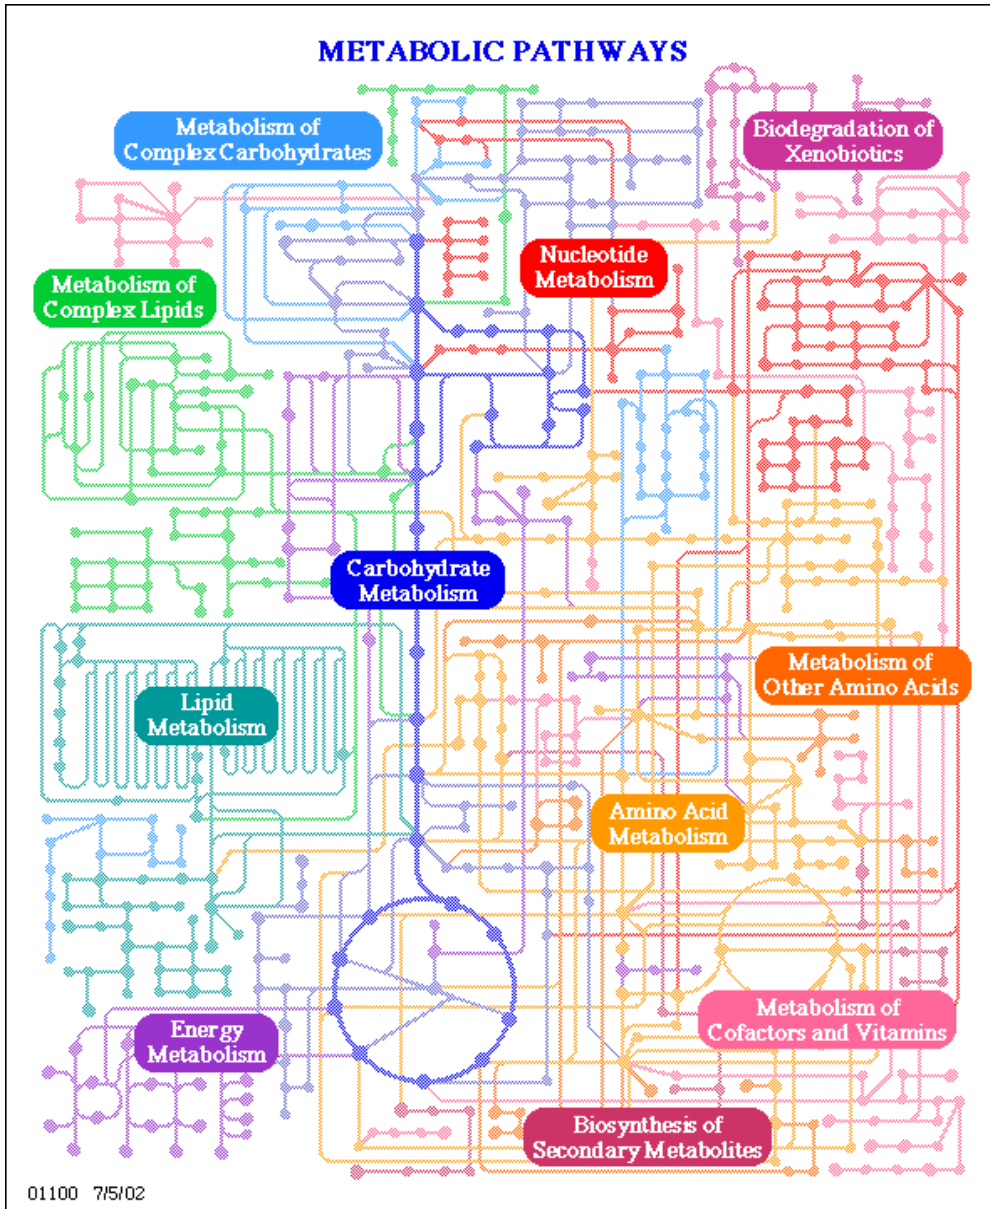 METABOLIC PATHWAYS
Metabolism of
Complex Carbohydrates
Biodegradation of
Xenobiotics
Nucleotide
Metabolism
Metabolism of
Complex Lipids
Carbohydrate
Metabolism
Metabolism of
Other Amino Acids
Lipid
Metabolism
Amino Acid
Metabolism
Metabolism of
Cofactors and Vitamins
Energy
Metabolism
Biosynthesis of
Secondary Metabolites
01100 7/5/02